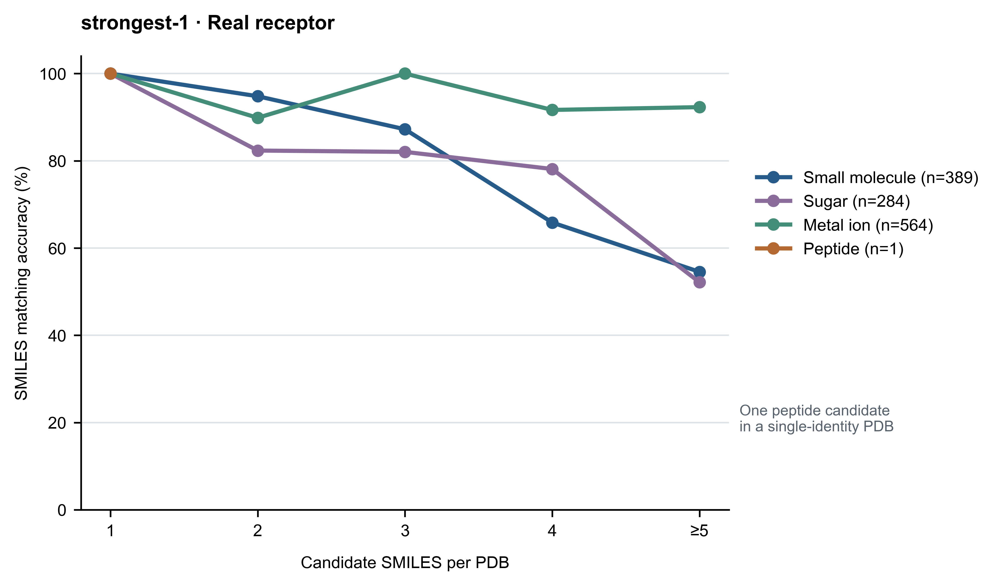 strongest-1 · Real receptor
SMILES matching accuracy (%)
100
80
60
40
20
0
1
2
3
4
≥5
Candidate SMILES per PDB
Small molecule (n=389)
Sugar (n=284)
Metal ion (n=564)
Peptide (n=1)
One peptide candidate
in a single-identity PDB